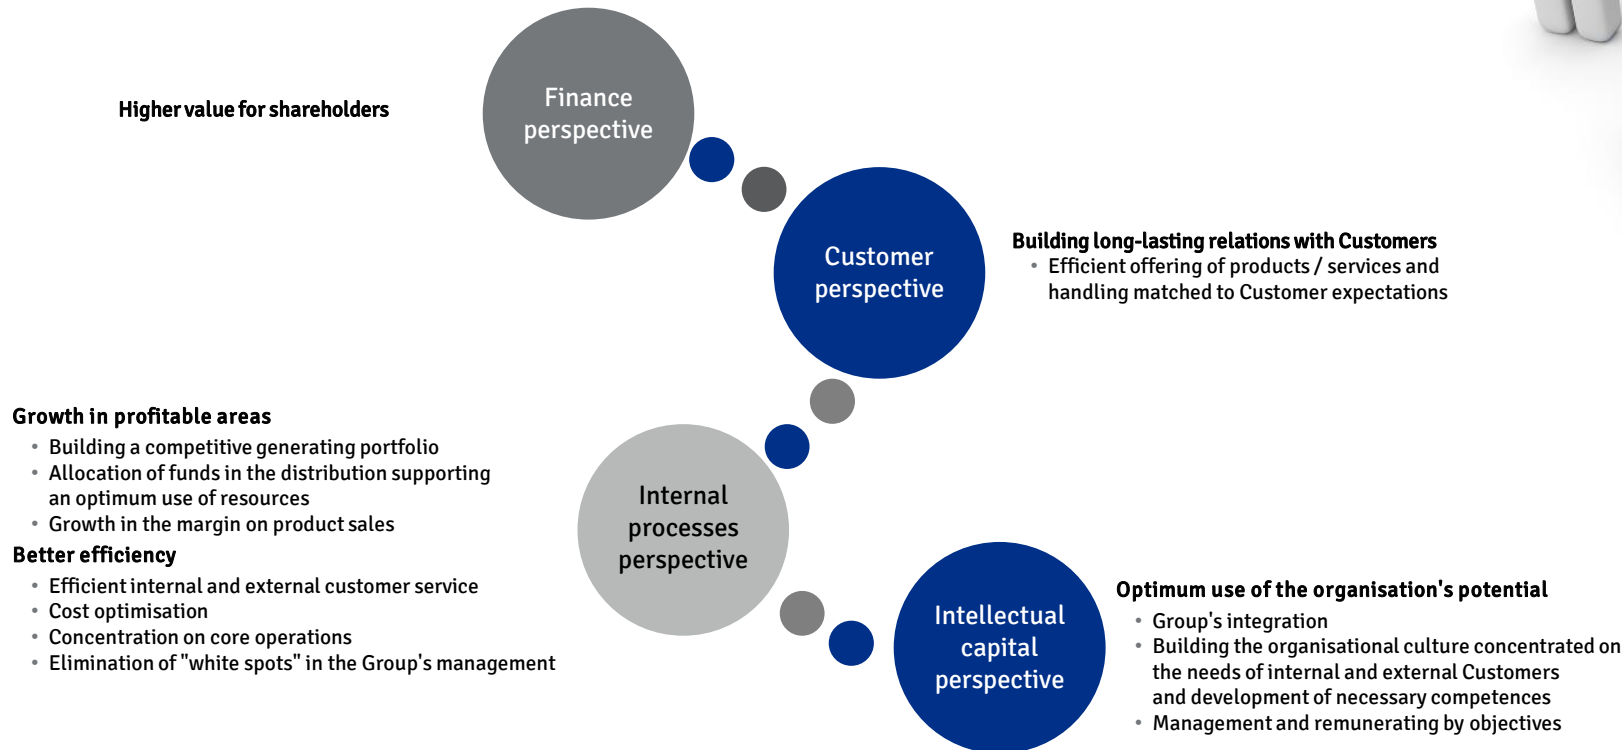 Higher value for shareholders
Finance
perspective
Customer
perspective
Building long-lasting relations with Customers
• Efficient offering of products / services and
handling matched to Customer expectations
Growth in profitable areas
• Building a competitive generating portfolio
• Allocation of funds in the distribution supporting
an optimum use of resources
• Growth in the margin on product sales
Better efficiency
• Efficient internal and external customer service
• Cost optimisation
• Concentration on core operations
• Elimination of "white spots" in the Group's management
Internal
processes
perspective
Intellectual
capital
perspective
Optimum use of the organisation's potential
• Group's integration
• Building the organisational culture concentrated on
the needs of internal and external Customers
and development of necessary competences
• Management and remunerating by objectives